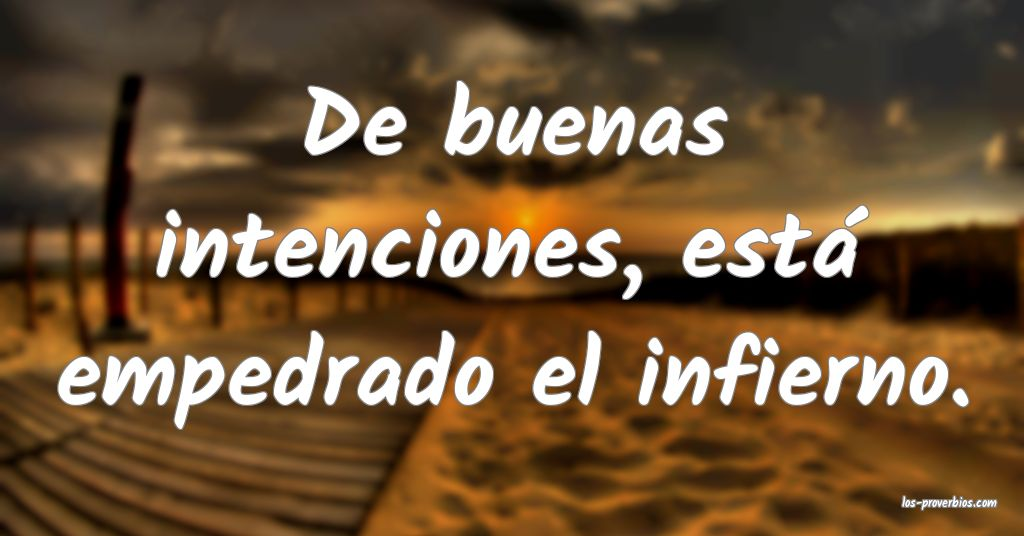 De buenas
intenciones, está
empedrado el infierno.
los-proverbios.com